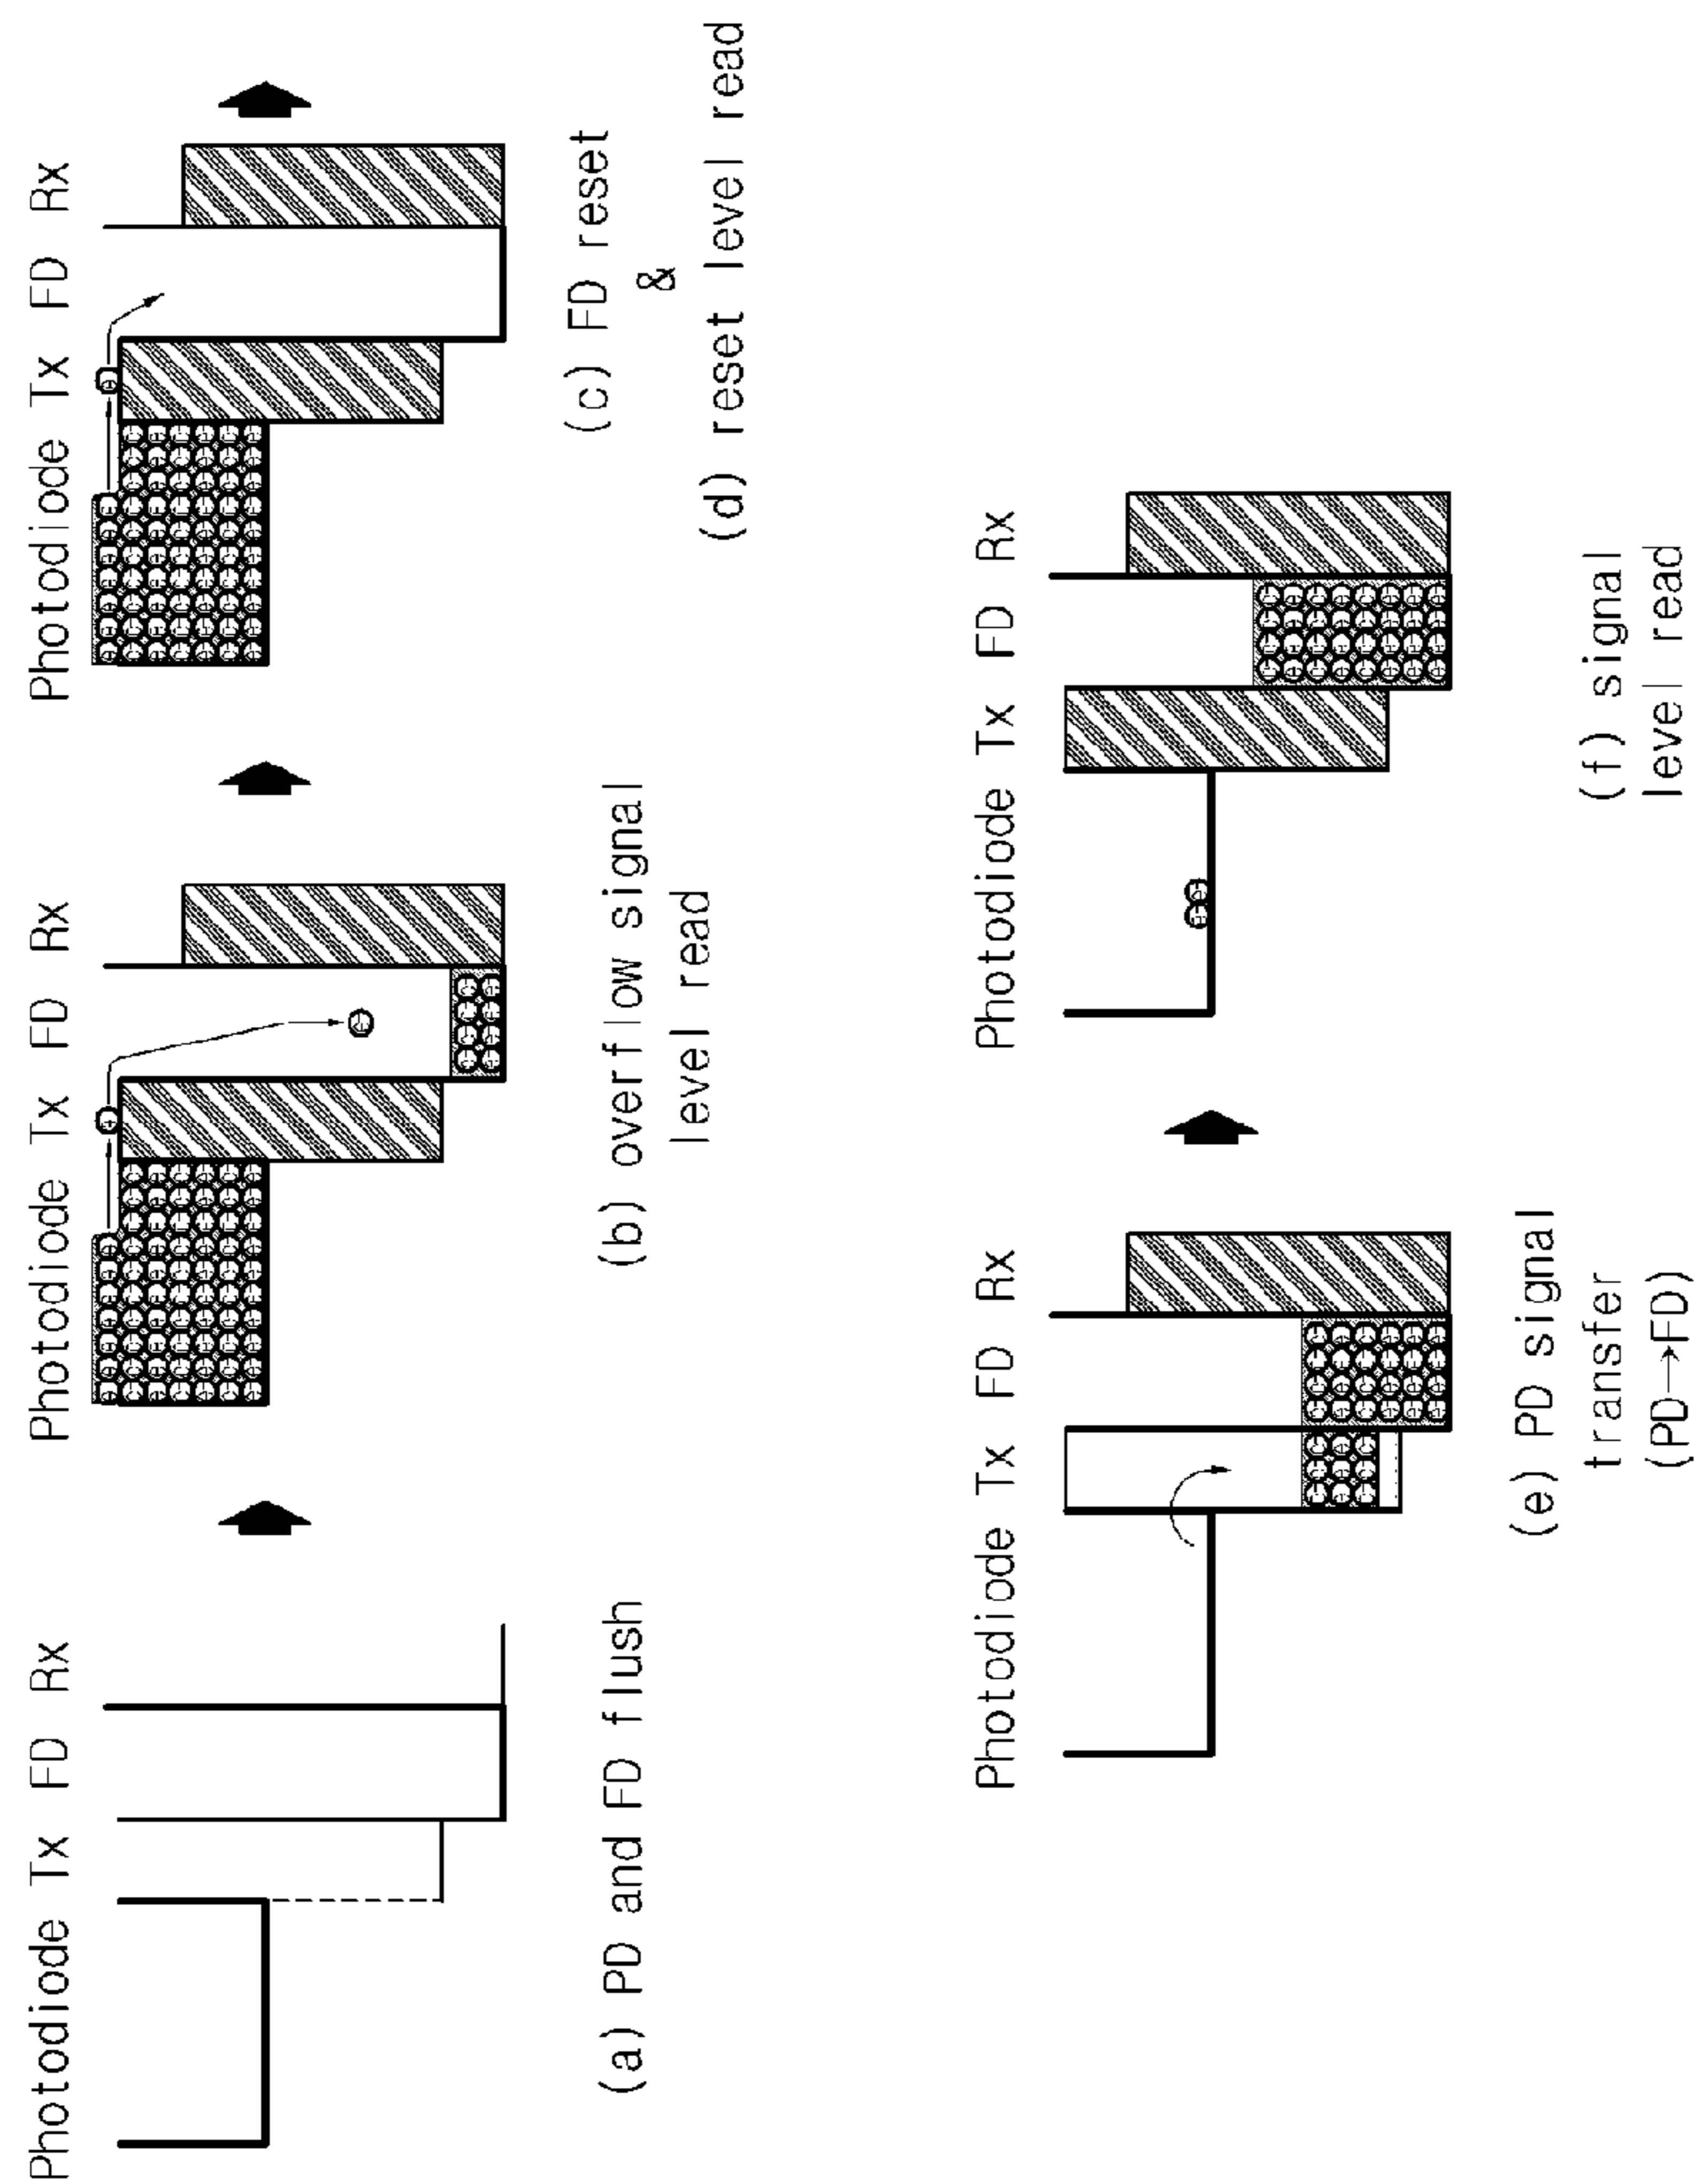 Photodiode Tx FD Rx
(a) PD and FD flush
Photodiode Tx FD Rx
(b) overflow signal
level read
Photodiode Tx FD Rx
(c) FD reset
&
(d) reset level read
Photodiode Tx FD Rx
(e) PD signal
transfer
(PD→FD)
Photodiode Tx FD Rx
(f) signal
level read